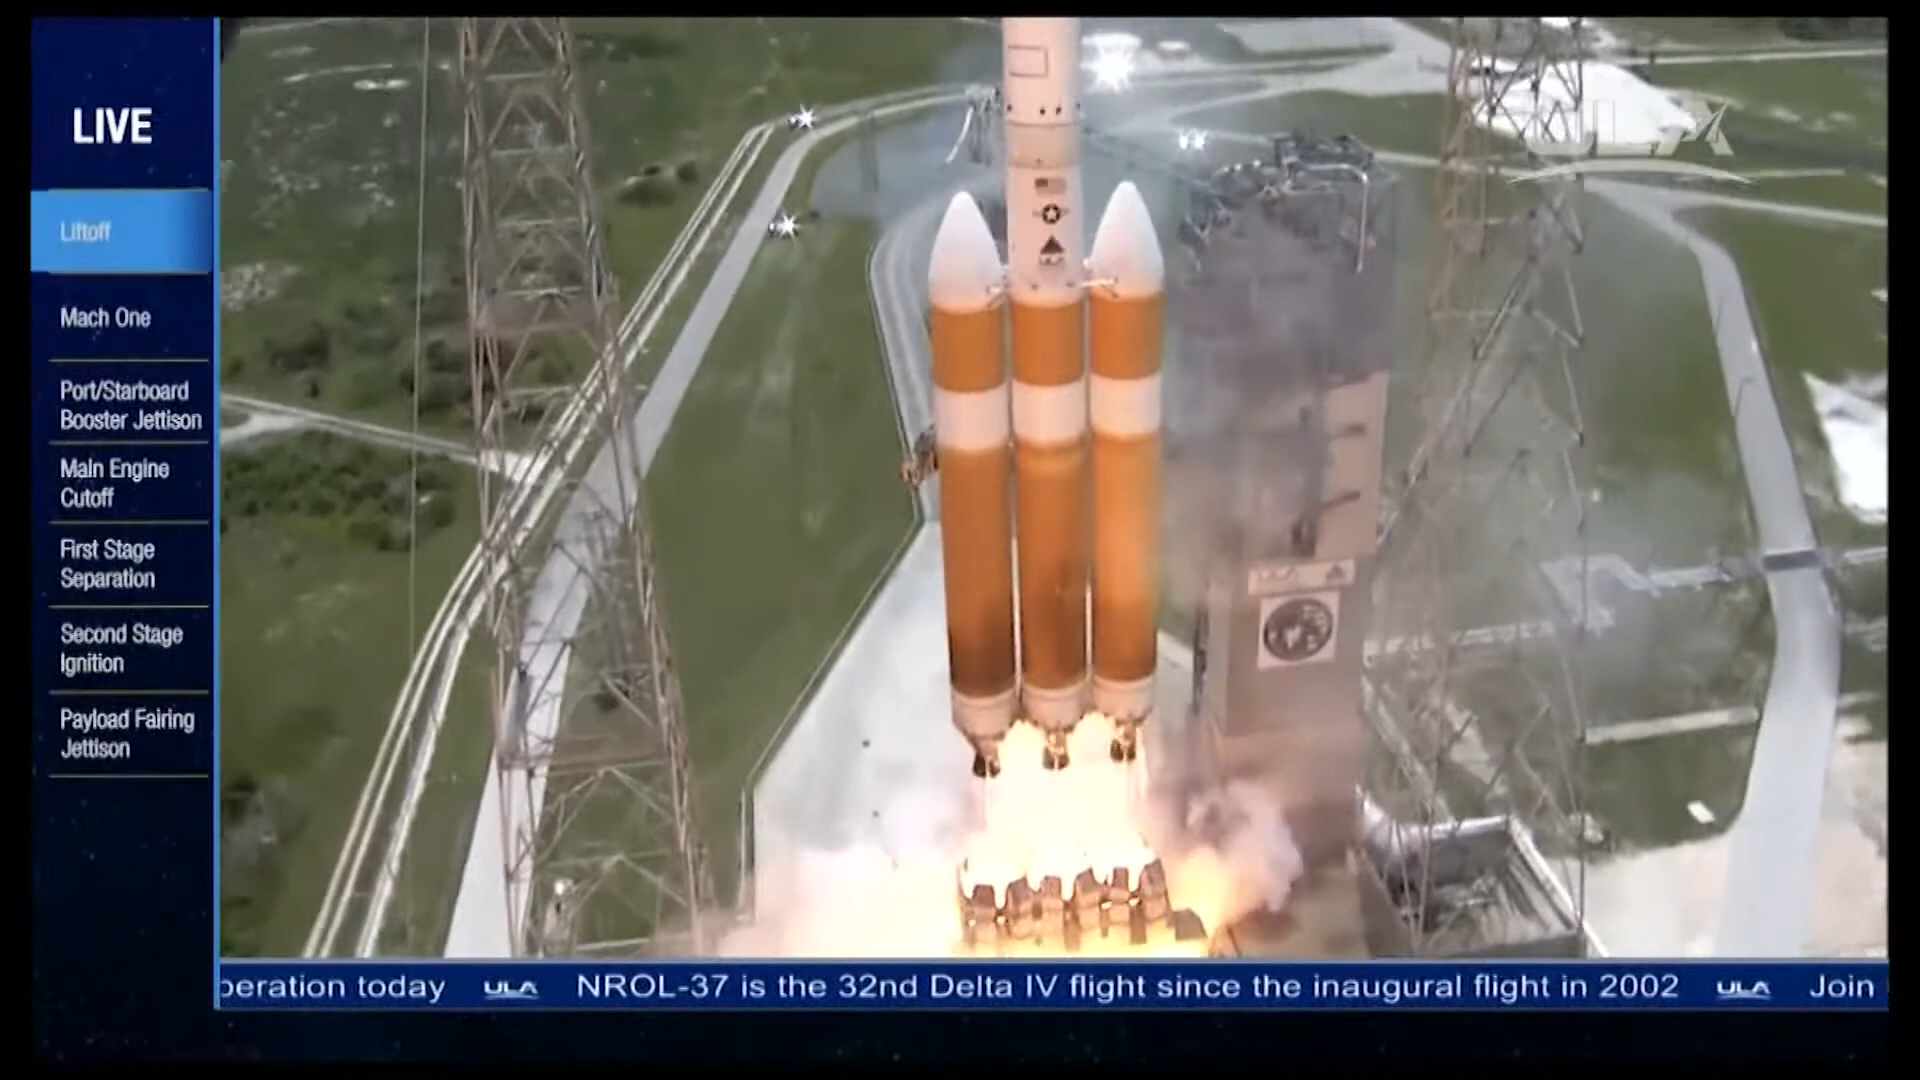 LIVE
Liftoff
Mach One
Port/Starboard
Booster Jettison
Main Engine
Cutoff
First Stage
Separation
Second Stage
Ignition
Payload Fairing
Jettison
ULA
peration today ULA NROL-37 is the 32nd Delta IV flight since the inaugural flight in 2002 ULA Join